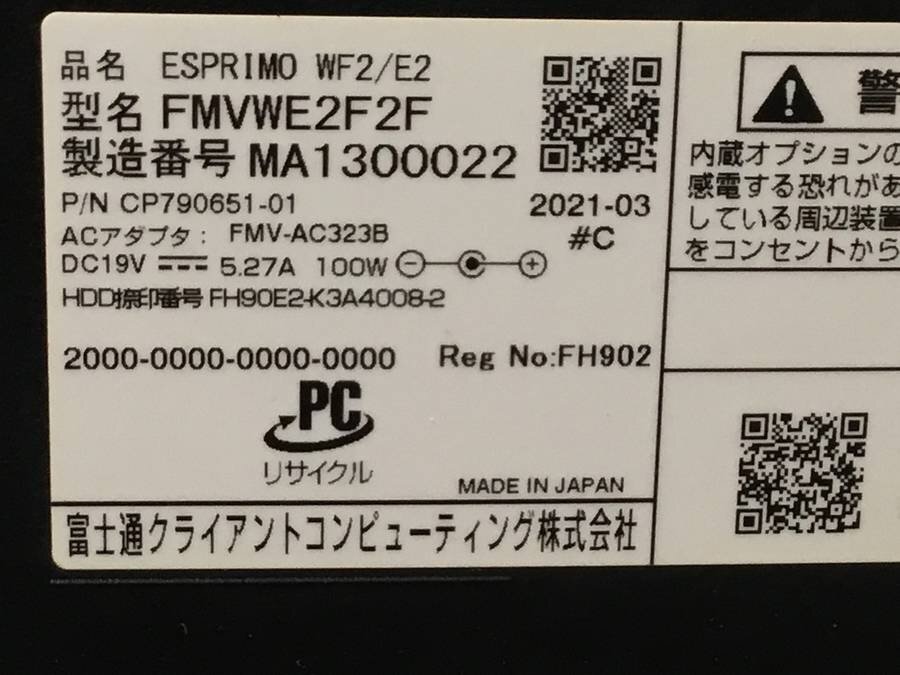 品名 ESPRIMO WF2/E2
型名 FMVWE2F2F
製造番号 MA1300022
P/N CP790651-01
2021-03
ACアダプタ： FMV-AC323B
#C
DC19V 5.27A 100W
HDD捺印番号 FH90E2-K3A4008-2
2000-0000-0000-0000 Reg No:FH902
PC
リサイクル
MADE IN JAPAN
富士通クライアントコンピューティング株式会社
警
内蔵オプションの
感電する恐れがあ
している周辺装置
をコンセントから